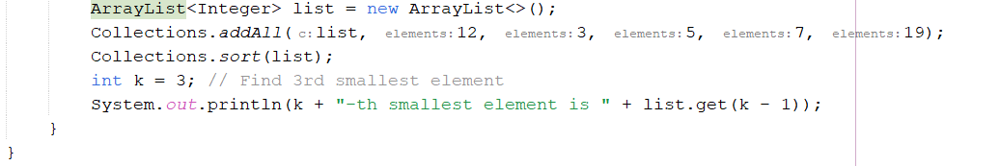 ArrayList<Integer> list = new ArrayList<>();
Collections.addAll( c: list, elements: 12, elements: 3, elements: 5, elements: 7, elements: 19);
Collections.sort(list);
int k = 3; // Find 3rd smallest element
System.out.println(k + "-th smallest element is " + list.get(k - 1));
}
}